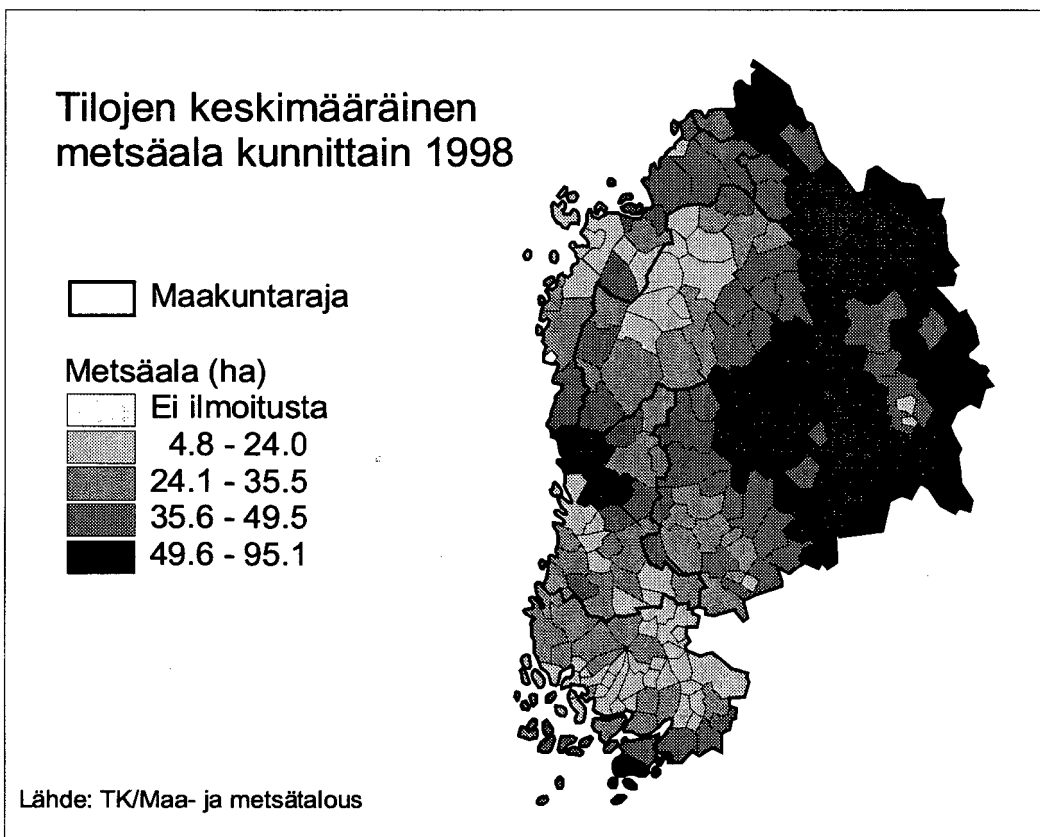 Tilojen keskimääräinen
metsäala kunnittain 1998
Maakuntaraja
Metsäala (ha)
Ei ilmoitusta
4.8 - 24.0
24.1 - 35.5
35.6 - 49.5
49.6 - 95.1
Lähde: TK/Maa- ja metsätalous